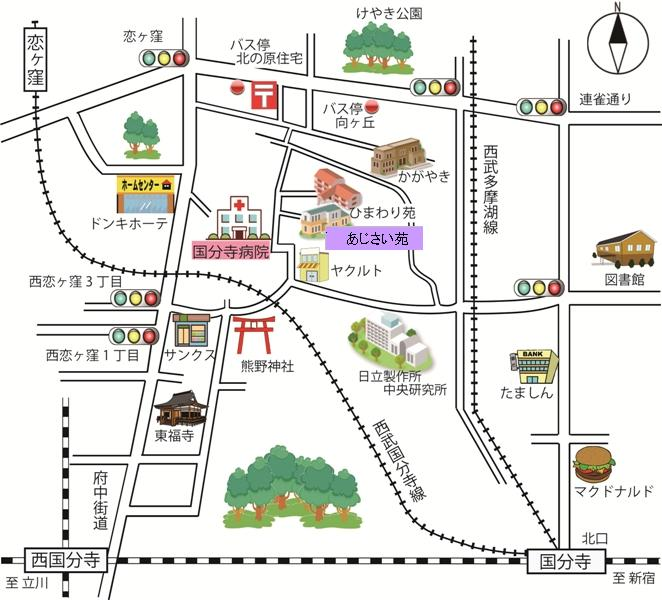 けやき公園
N
恋ヶ窪
恋ヶ窪
バス停
北の原住宅
〒
バス停
向ヶ丘
連雀通り
かがやき
西武多摩湖線
ホームセンター
ドンキホーテ
ひまわり苑
あじさい苑
国分寺病院
ヤクルト
図書館
西恋ヶ窪３丁目
西恋ヶ窪１丁目
サンクス
熊野神社
日立製作所
中央研究所
BANK
たましん
東福寺
西武国分寺線
府中街道
マクドナルド
北口
西国分寺
国分寺
至 立川
至 新宿